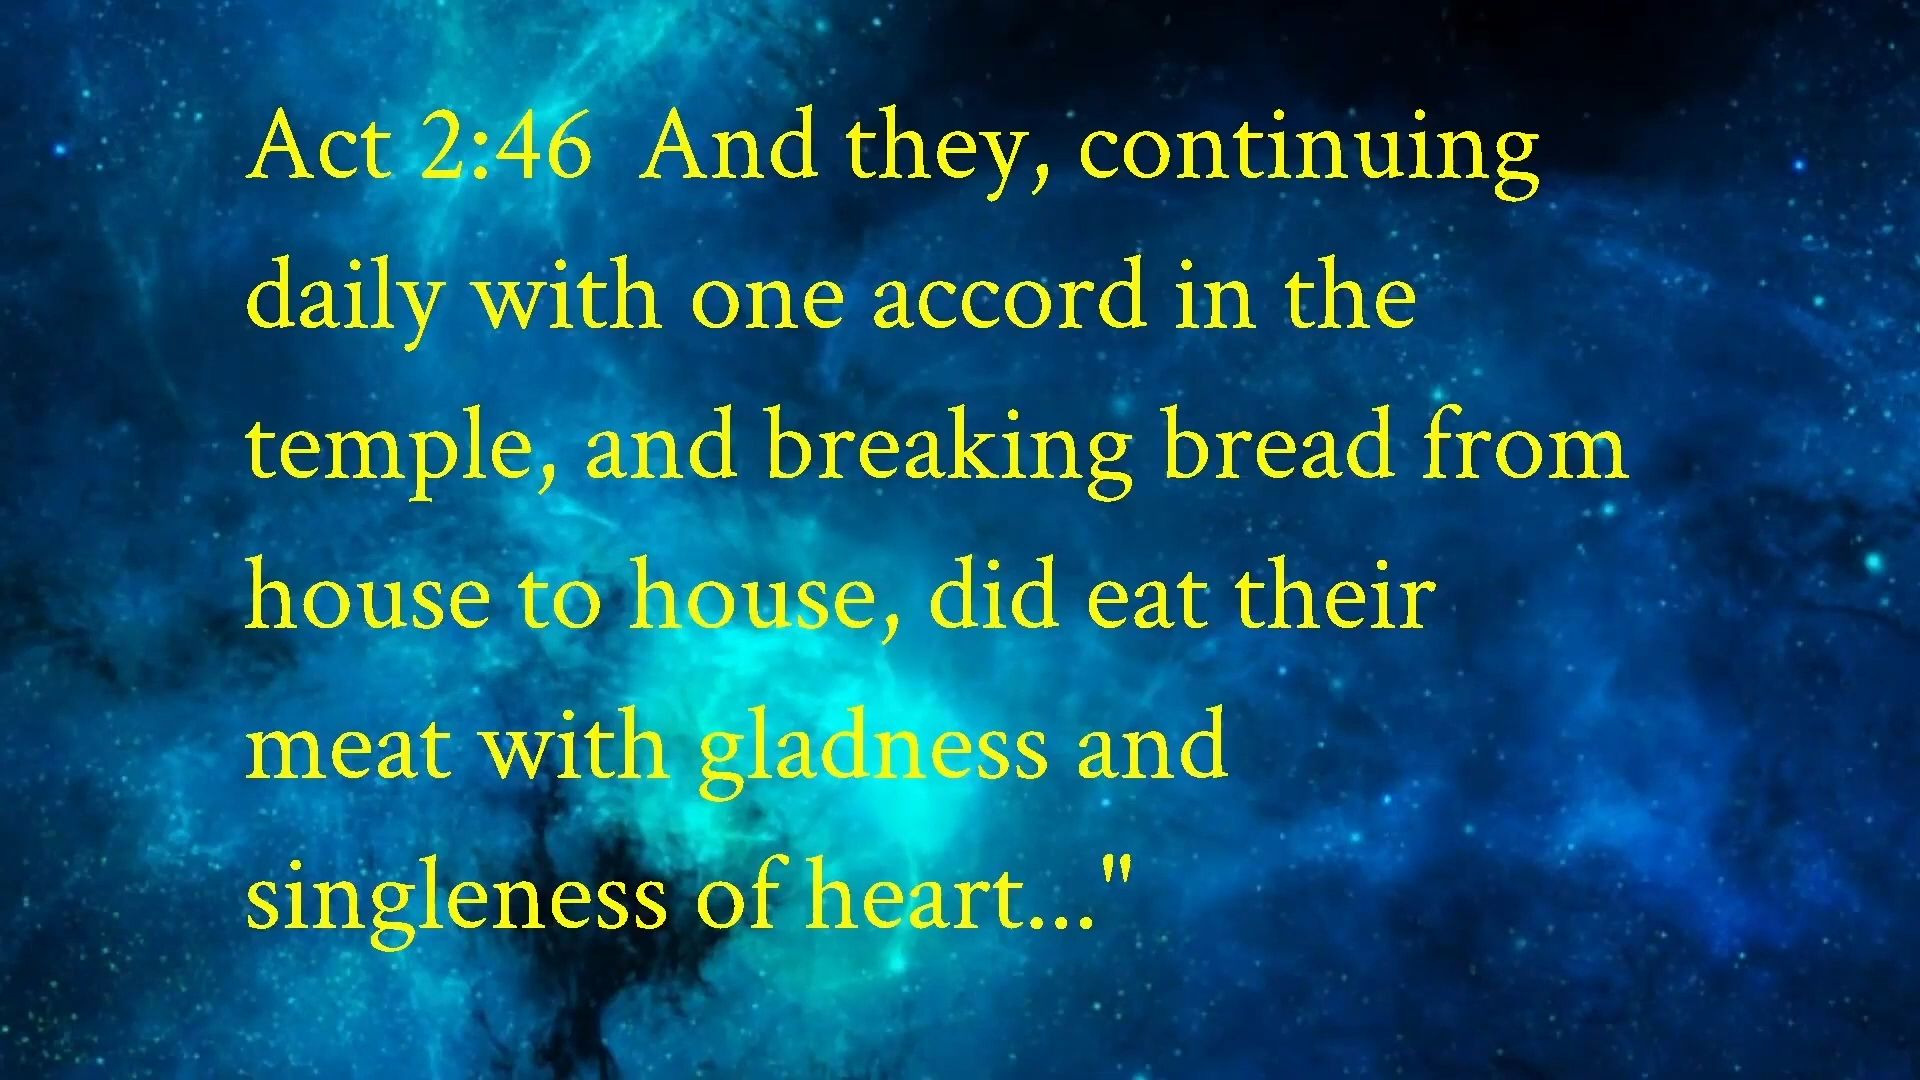 Act 2:46  And they, continuing
daily with one accord in the
temple, and breaking bread from
house to house, did eat their
meat with gladness and
singleness of heart..."